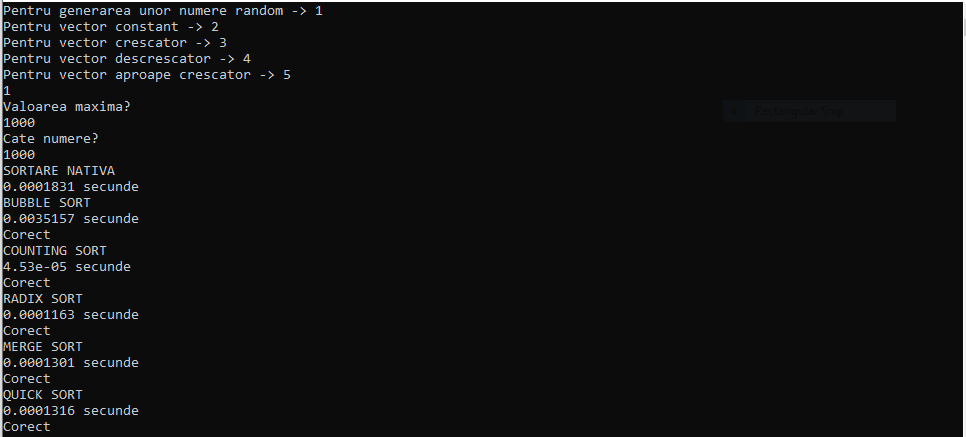 Pentru generarea unor numere random -> 1
Pentru vector constant -> 2
Pentru vector crescator -> 3
Pentru vector descrescator -> 4
Pentru vector aproape crescator -> 5
1
Valoarea maxima?
1000
Cate numere?
1000
SORTARE NATIVA
0.0001831 secunde
BUBBLE SORT
0.0035157 secunde
Corect
COUNTING SORT
4.53e-05 secunde
Corect
RADIX SORT
0.0001163 secunde
Corect
MERGE SORT
0.0001301 secunde
Corect
QUICK SORT
0.0001316 secunde
Corect